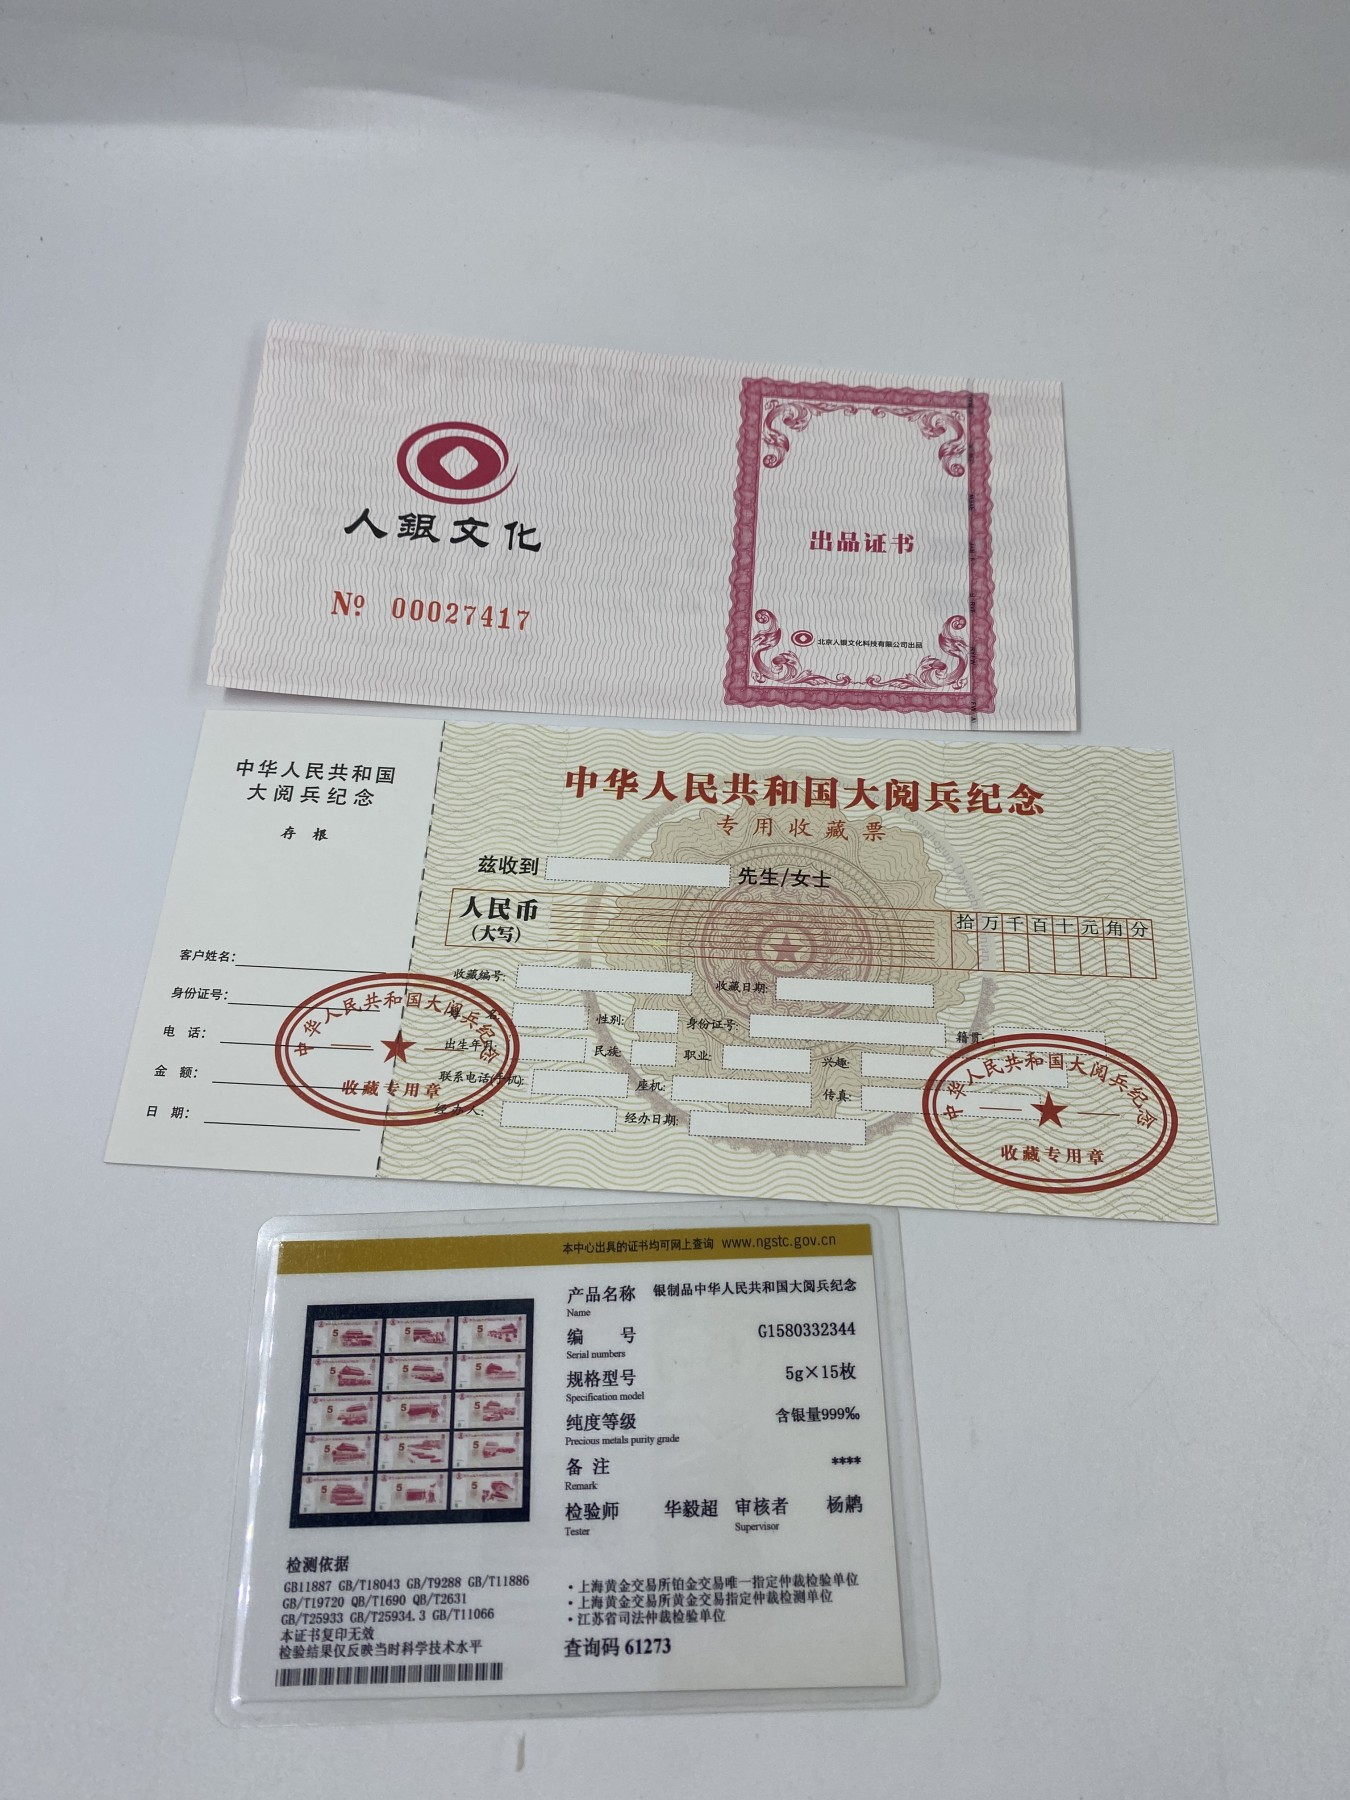 人銀文化
№ 00027417
出品证书
北京人银文化科技有限公司出品
中华人民共和国
大阅兵纪念
存根
客户姓名:
身份证号:
电 话:
金 额:
日 期:
中华人民共和国大阅兵纪念
收藏专用章
中华人民共和国大阅兵纪念
专用收藏票
兹收到 先生/女士
人民币
(大写)
拾万千百十元角分
收藏编号: 收藏日期:
性别: 身份证号: 籍贯:
出生年月 民族: 职业: 兴趣:
联系电话(手机): 座机: 传真:
经办人: 经办日期:
中华人民共和国大阅兵纪念
收藏专用章
本中心出具的证书均可网上查询 www.ngstc.gov.cn
产品名称 银制品中华人民共和国大阅兵纪念
Name
编 号 G1580332344
Serial numbers
规格型号 5g×15枚
Specification model
纯度等级 含银量999‰
Precious metals purity grade
备 注 ****
Remark
检验师 华毅超 审核者 杨鹔
Tester Supervisor
检测依据
GB11887 GB/T18043 GB/T9288 GB/T11886
GB/T19720 QB/T1690 QB/T2631
GB/T25933 GB/T25934.3 GB/T11066
本证书复印无效
检验结果仅反映当时科学技术水平
·上海黄金交易所铂金交易唯一指定仲裁检验单位
·上海黄金交易所黄金交易指定仲裁检测单位
·江苏省司法仲裁检验单位
查询码 61273